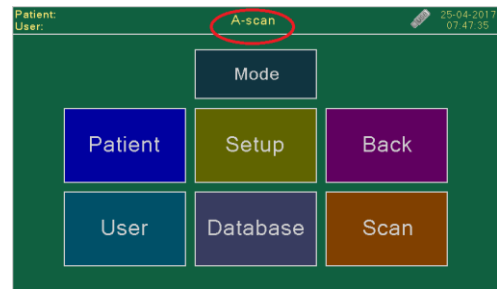 Patient:
User:
A-scan
25-04-2017
07:47:35
Mode
Patient Setup Back
User Database Scan